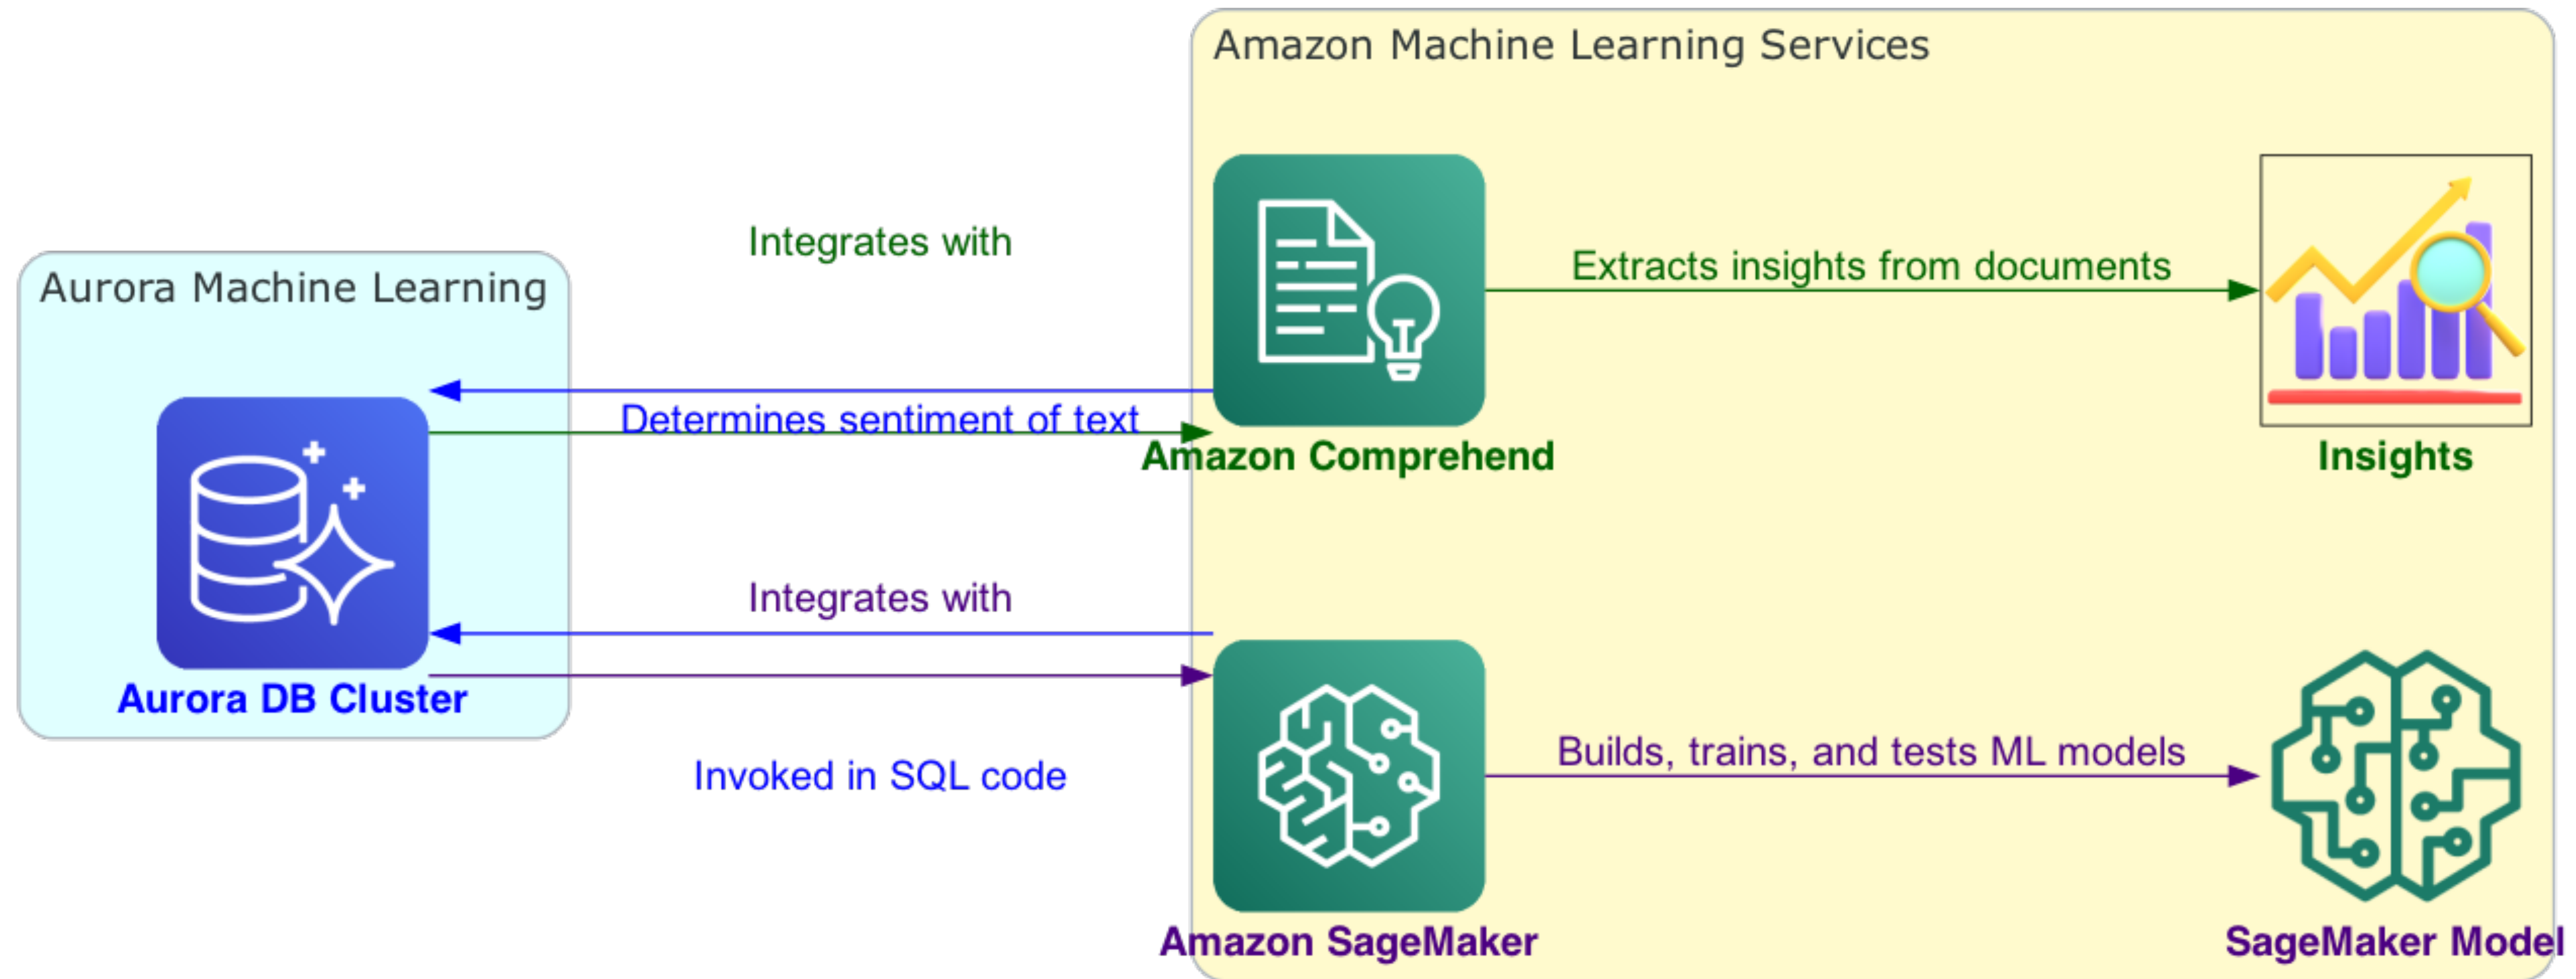 Amazon Machine Learning Services
Integrates with
Extracts insights from documents
Aurora Machine Learning
Determines sentiment of text
Amazon Comprehend
Insights
Integrates with
Aurora DB Cluster
Invoked in SQL code
Builds, trains, and tests ML models
Amazon SageMaker
SageMaker Model